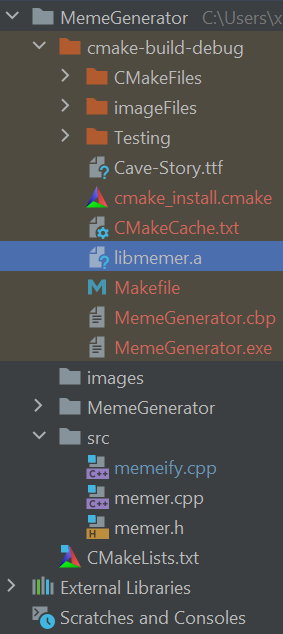 MemeGenerator C:\Users\x
cmake-build-debug
CMakeFiles
imageFiles
Testing
Cave-Story.ttf
cmake_install.cmake
CMakeCache.txt
libmemer.a
Makefile
MemeGenerator.cbp
MemeGenerator.exe
images
MemeGenerator
src
memeify.cpp
memer.cpp
memer.h
CMakeLists.txt
External Libraries
Scratches and Consoles